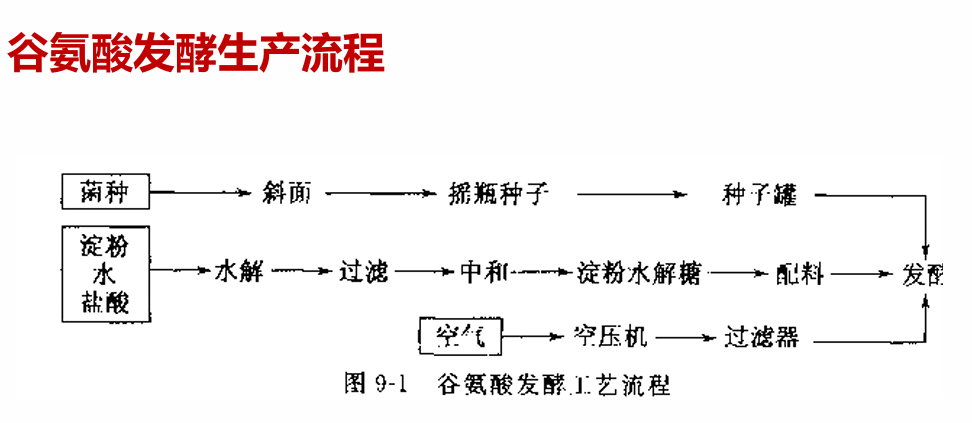 谷氨酸发酵生产流程
菌种 斜面 摇瓶种子 种子罐
淀粉
水
盐酸
水解 过滤 中和 淀粉水解糖 配料 发酵
空气 空压机 过滤器
图 9-1 谷氨酸发酵工艺流程